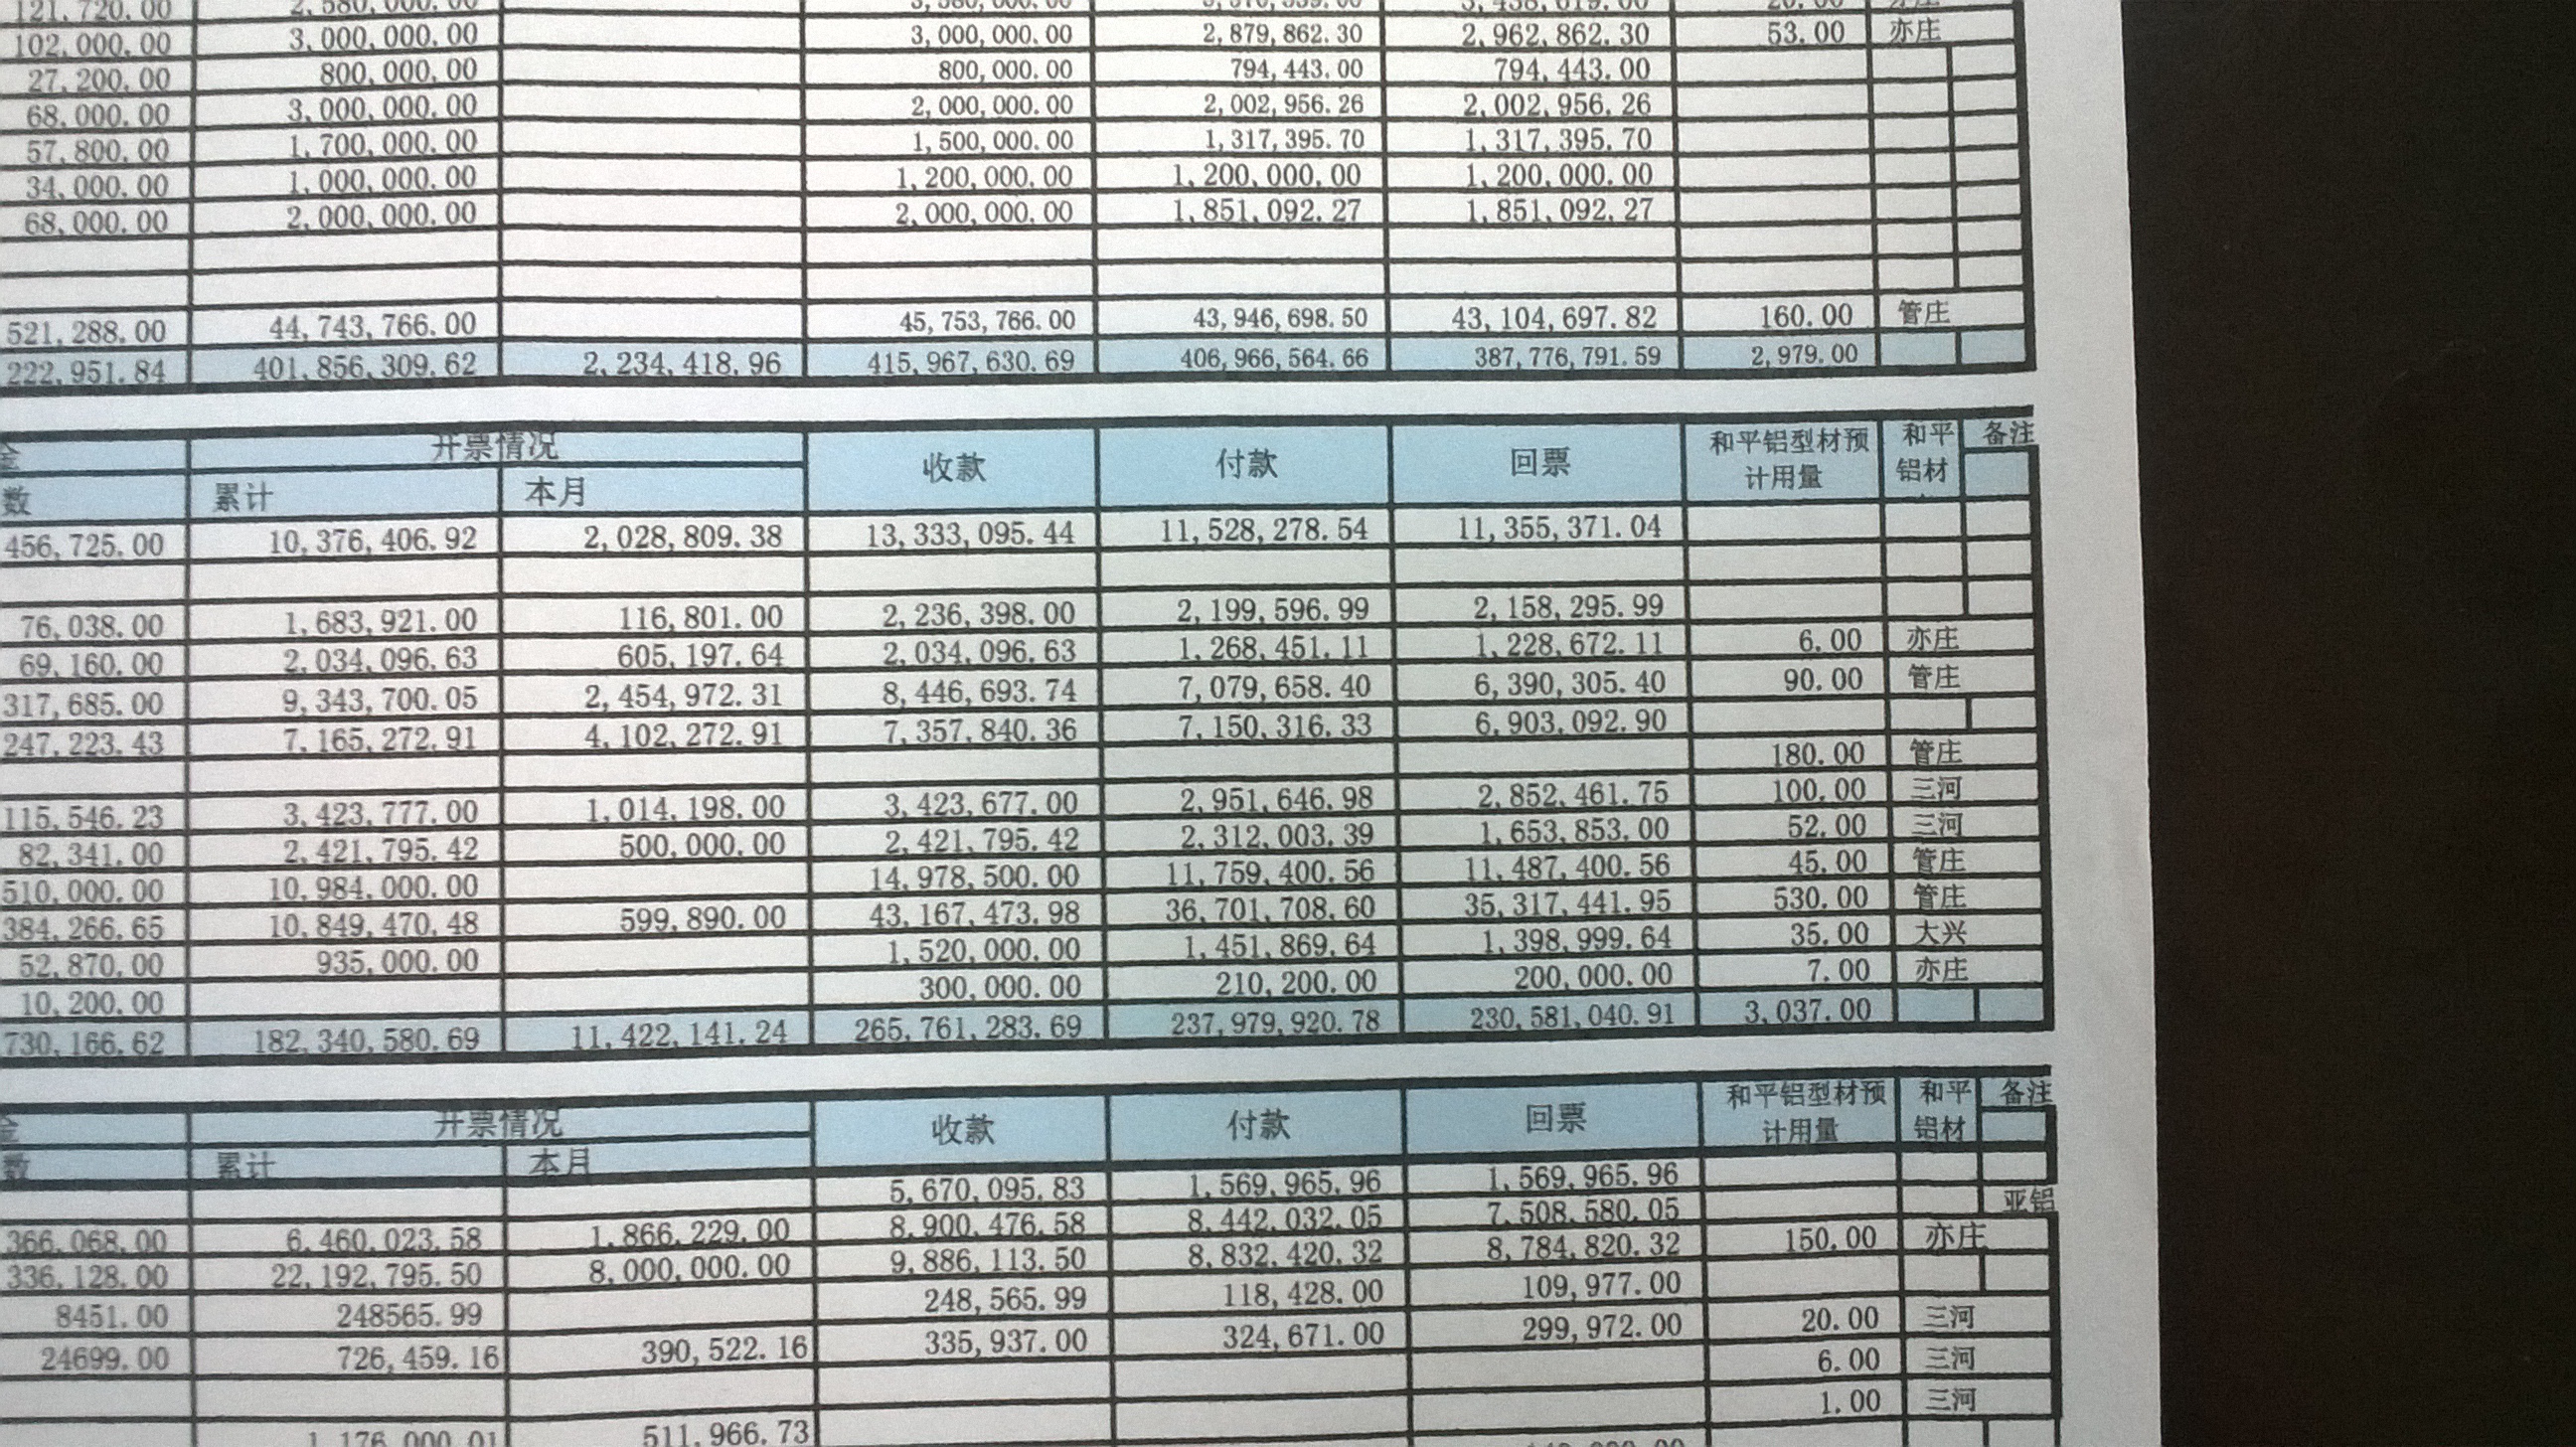 121,720.00 2,580,000.00
102,000.00 3,000,000.00 3,000,000.00 2,879,862.30 2,962,862.30 53.00 亦庄
27,200.00 800,000.00 800,000.00 794,443.00 794,443.00
68,000.00 3,000,000.00 2,000,000.00 2,002,956.26 2,002,956.26
57,800.00 1,700,000.00 1,500,000.00 1,317,395.70 1,317,395.70
34,000.00 1,000,000.00 1,200,000.00 1,200,000.00 1,200,000.00
68,000.00 2,000,000.00 2,000,000.00 1,851,092.27 1,851,092.27
521,288.00 44,743,766.00 45,753,766.00 43,946,698.50 43,104,697.82 160.00 管庄
222,951.84 401,856,309.62 2,234,418.96 415,967,630.69 406,966,564.66 387,776,791.59 2,979.00
金 开票情况 收款 付款 回票 和平铝型材预 和平 备注
计用量 铝材
数 累计 本月
456,725.00 10,376,406.92 2,028,809.38 13,333,095.44 11,528,278.54 11,355,371.04
76,038.00 1,683,921.00 116,801.00 2,236,398.00 2,199,596.99 2,158,295.99
69,160.00 2,034,096.63 605,197.64 2,034,096.63 1,268,451.11 1,228,672.11 6.00 亦庄
317,685.00 9,343,700.05 2,454,972.31 8,446,693.74 7,079,658.40 6,390,305.40 90.00 管庄
247,223.43 7,165,272.91 4,102,272.91 7,357,840.36 7,150,316.33 6,903,092.90
180.00 管庄
115,546.23 3,423,777.00 1,014,198.00 3,423,677.00 2,951,646.98 2,852,461.75 100.00 三河
82,341.00 2,421,795.42 500,000.00 2,421,795.42 2,312,003.39 1,653,853.00 52.00 三河
510,000.00 10,984,000.00 14,978,500.00 11,759,400.56 11,487,400.56 45.00 管庄
384,266.65 10,849,470.48 599,890.00 43,167,473.98 36,701,708.60 35,317,441.95 530.00 管庄
52,870.00 935,000.00 1,520,000.00 1,451,869.64 1,398,999.64 35.00 大兴
10,200.00 300,000.00 210,200.00 200,000.00 7.00 亦庄
730,166.62 182,340,580.69 11,422,141.24 265,761,283.69 237,979,920.78 230,581,040.91 3,037.00
金 开票情况 收款 付款 回票 和平铝型材预 和平 备注
计用量 铝材
数 累计 本月
5,670,095.83 1,569,965.96 1,569,965.96
366,068.00 6,460,023.58 1,866,229.00 8,900,476.58 8,442,032.05 7,508,580.05 亚铝
336,128.00 22,192,795.50 8,000,000.00 9,886,113.50 8,832,420.32 8,784,820.32 150.00 亦庄
8451.00 248565.99 248,565.99 118,428.00 109,977.00
24699.00 726,459.16 390,522.16 335,937.00 324,671.00 299,972.00 20.00 三河
6.00 三河
1.00 三河
1,176,000.01 511,966.73